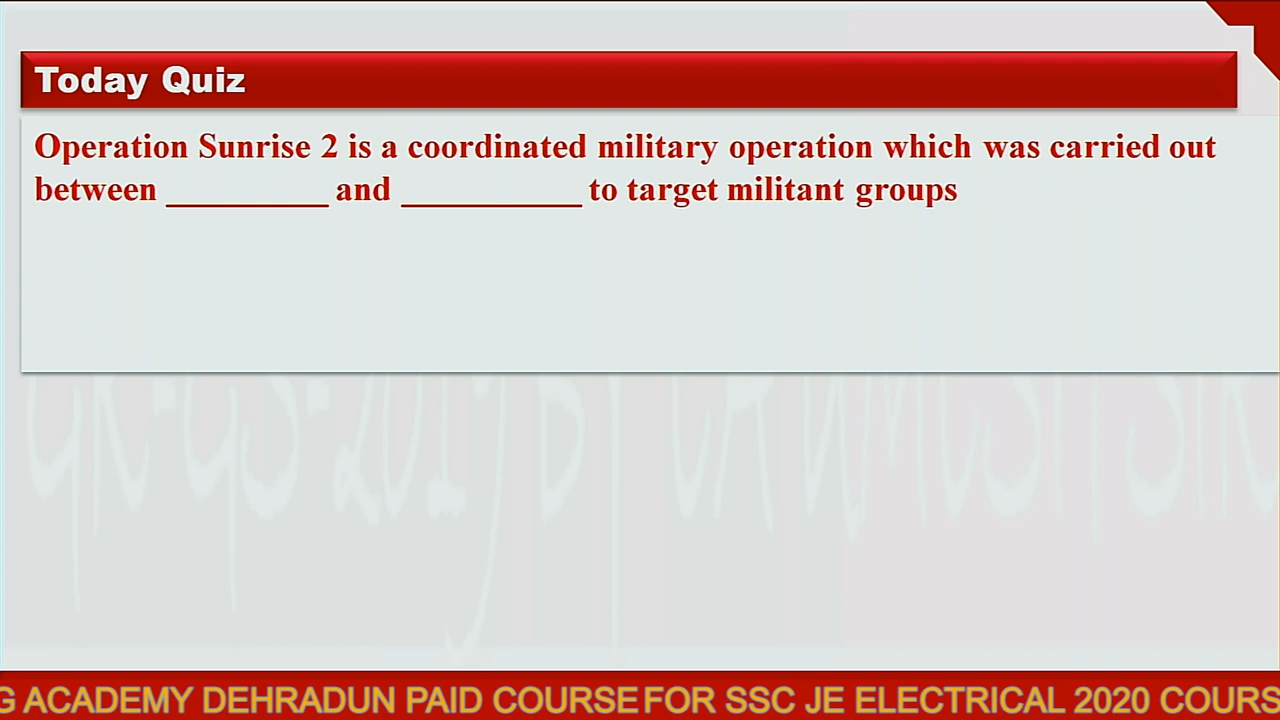 Today Quiz
Operation Sunrise 2 is a coordinated military operation which was carried out
between _________ and __________ to target militant groups
G ACADEMY DEHRADUN PAID COURSE FOR SSC JE ELECTRICAL 2020 COURS